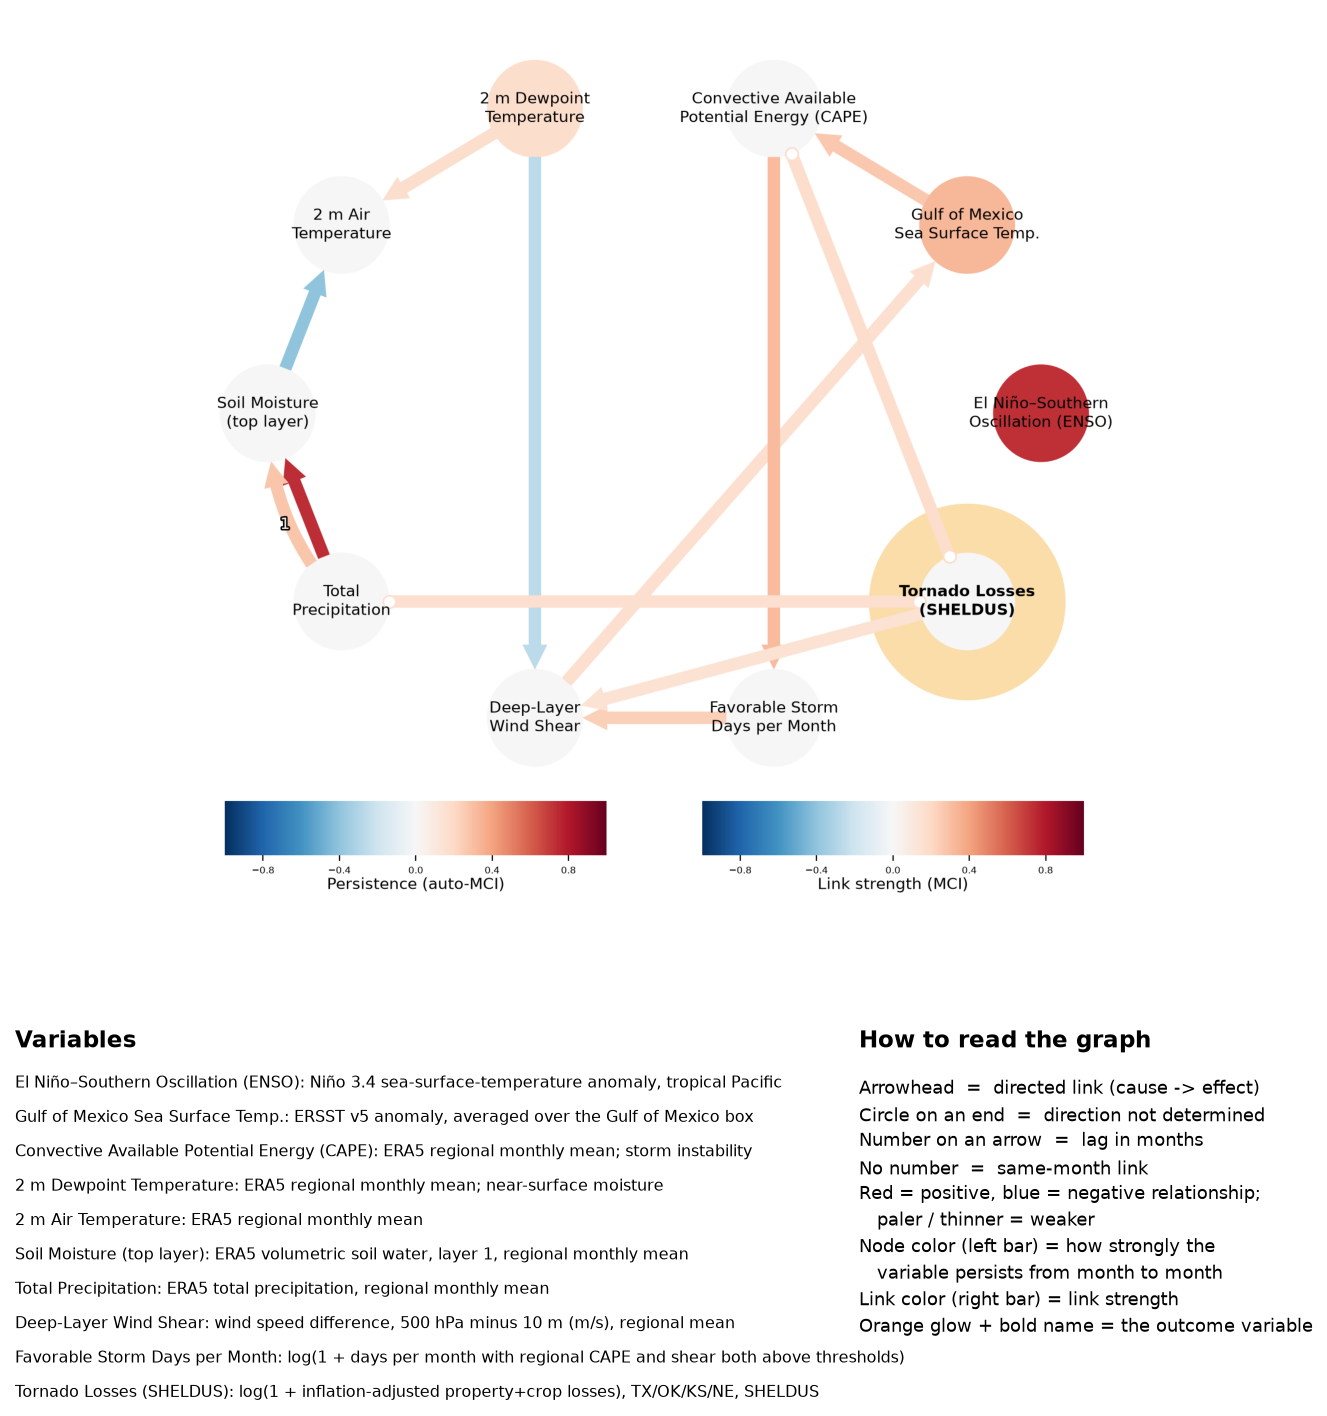 2 m Dewpoint
Temperature
Convective Available
Potential Energy (CAPE)
2 m Air
Temperature
Gulf of Mexico
Sea Surface Temp.
Soil Moisture
(top layer)
El Niño–Southern
Oscillation (ENSO)
1
Total
Precipitation
Tornado Losses
(SHELDUS)
Deep-Layer
Wind Shear
Favorable Storm
Days per Month
−0.8 −0.4 0.0 0.4 0.8
Persistence (auto-MCI)
−0.8 −0.4 0.0 0.4 0.8
Link strength (MCI)
Variables
El Niño–Southern Oscillation (ENSO): Niño 3.4 sea-surface-temperature anomaly, tropical Pacific
Gulf of Mexico Sea Surface Temp.: ERSST v5 anomaly, averaged over the Gulf of Mexico box
Convective Available Potential Energy (CAPE): ERA5 regional monthly mean; storm instability
2 m Dewpoint Temperature: ERA5 regional monthly mean; near-surface moisture
2 m Air Temperature: ERA5 regional monthly mean
Soil Moisture (top layer): ERA5 volumetric soil water, layer 1, regional monthly mean
Total Precipitation: ERA5 total precipitation, regional monthly mean
Deep-Layer Wind Shear: wind speed difference, 500 hPa minus 10 m (m/s), regional mean
Favorable Storm Days per Month: log(1 + days per month with regional CAPE and shear both above thresholds)
Tornado Losses (SHELDUS): log(1 + inflation-adjusted property+crop losses), TX/OK/KS/NE, SHELDUS
How to read the graph
Arrowhead = directed link (cause -> effect)
Circle on an end = direction not determined
Number on an arrow = lag in months
No number = same-month link
Red = positive, blue = negative relationship;
paler / thinner = weaker
Node color (left bar) = how strongly the
variable persists from month to month
Link color (right bar) = link strength
Orange glow + bold name = the outcome variable